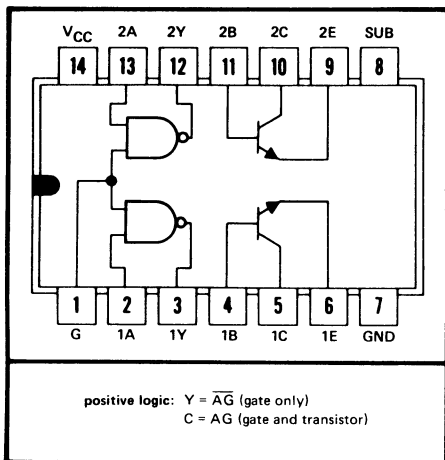 VCC 2A 2Y 2B 2C 2E SUB
14 13 12 11 10 9 8
1 2 3 4 5 6 7
G 1A 1Y 1B 1C 1E GND
positive logic: Y = A̅G̅ (gate only)
C = AG (gate and transistor)